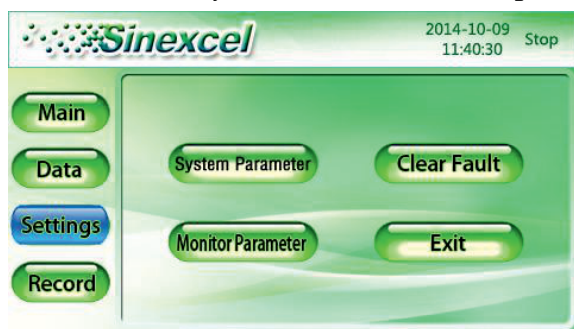 Sinexcel
2014-10-09
11:40:30
Stop
Main
Data
Settings
Record
System Parameter
Clear Fault
Monitor Parameter
Exit